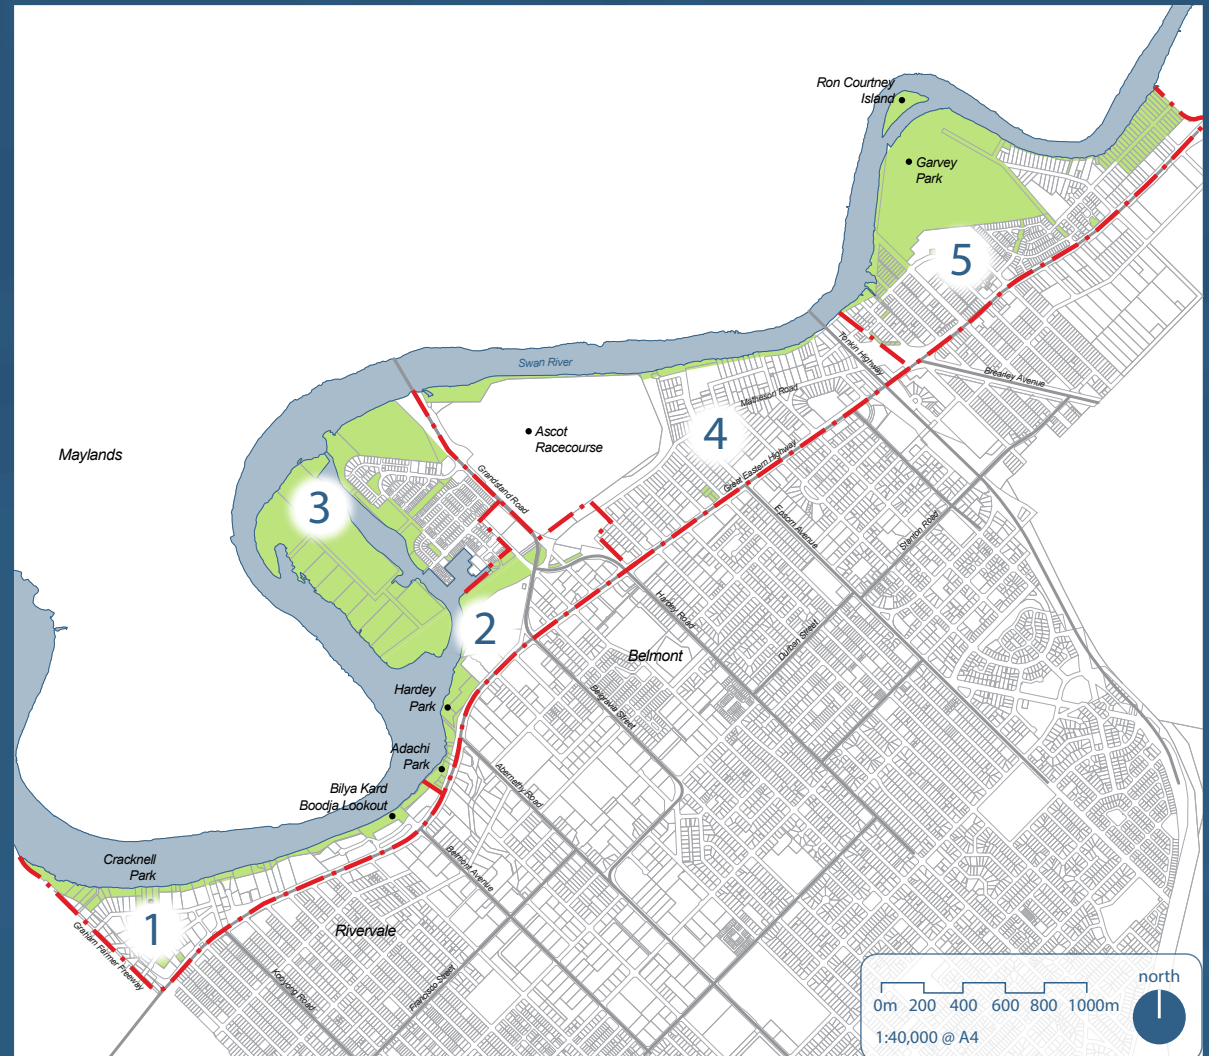 Ron Courtney
Island
Garvey
Park
5
Tonkin Highway
Brearley Avenue
Swan River
Matheson Road
4
Ascot
Racecourse
Great Eastern Highway
Maylands
3
Grandstand Road
Epsom Avenue
Stanton Road
2
Hardey Road
Durban Street
Belmont
Hardey
Park
Belgravia Street
Adachi
Park
Bilya Kard
Boodja Lookout
Abernethy Road
Cracknell
Park
Belmont Avenue
1
Graham Farmer Freeway
Rivervale
Kooyong Road
Francisco Street
north
0m 200 400 600 800 1000m
1:40,000 @ A4